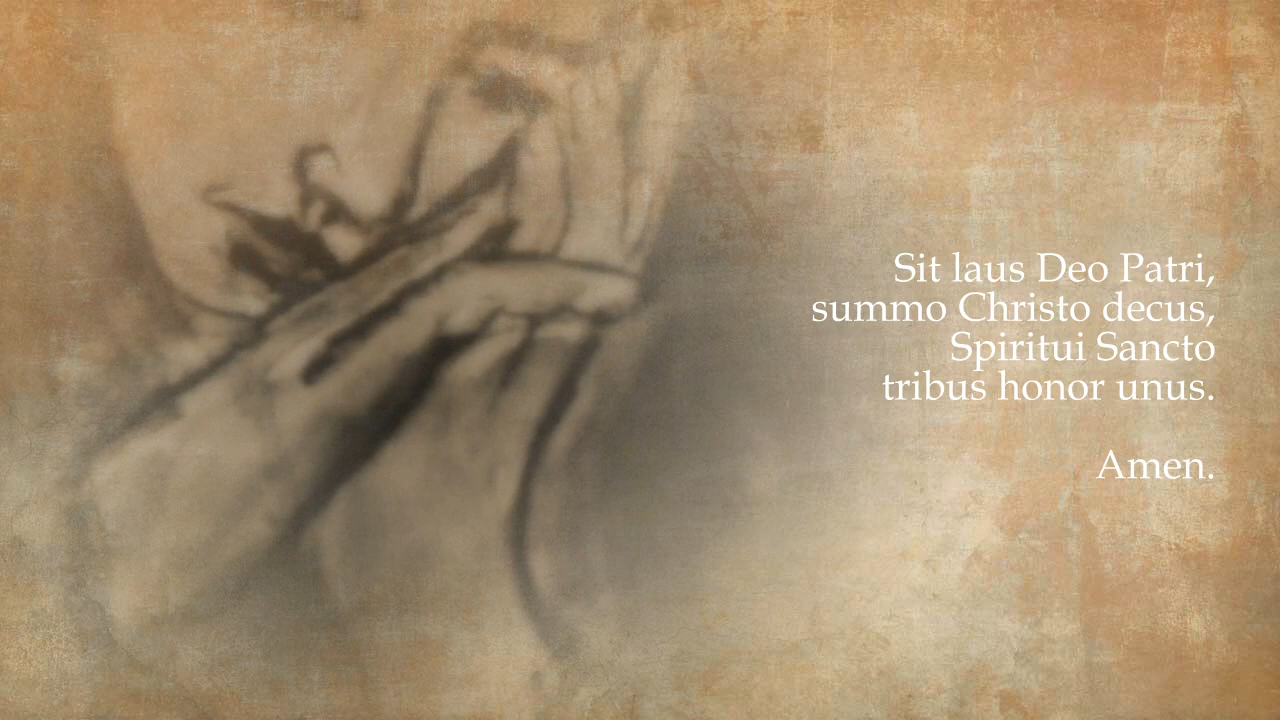 Sit laus Deo Patri,
summo Christo decus,
Spiritui Sancto
tribus honor unus.
Amen.